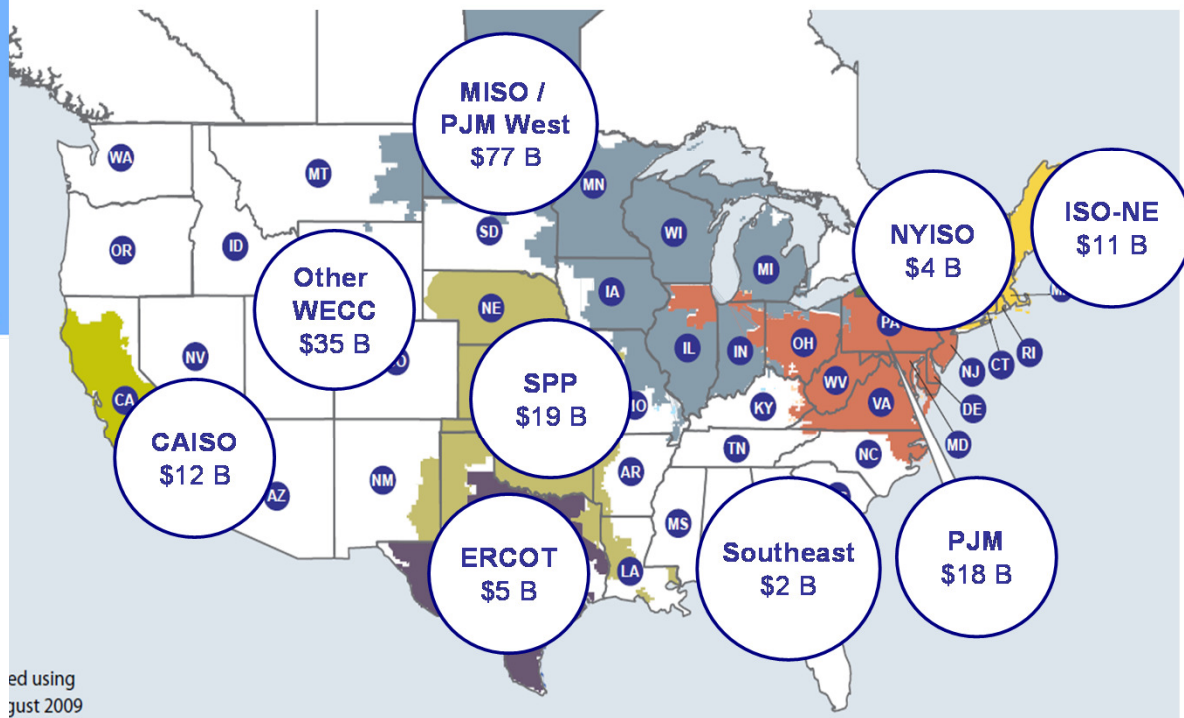 MISO /
PJM West
$77 B
WA
MT
MN
ISO-NE
$11 B
OR
ID
SD
WI
NYISO
$4 B
MI
Other
WECC
$35 B
IA
NE
PA
NV
IL
IN
OH
NJ
CT
RI
CA
SPP
$19 B
WV
VA
KY
DE
MD
CAISO
$12 B
TN
NC
AZ
NM
AR
MS
ERCOT
$5 B
LA
Southeast
$2 B
PJM
$18 B
ed using
gust 2009